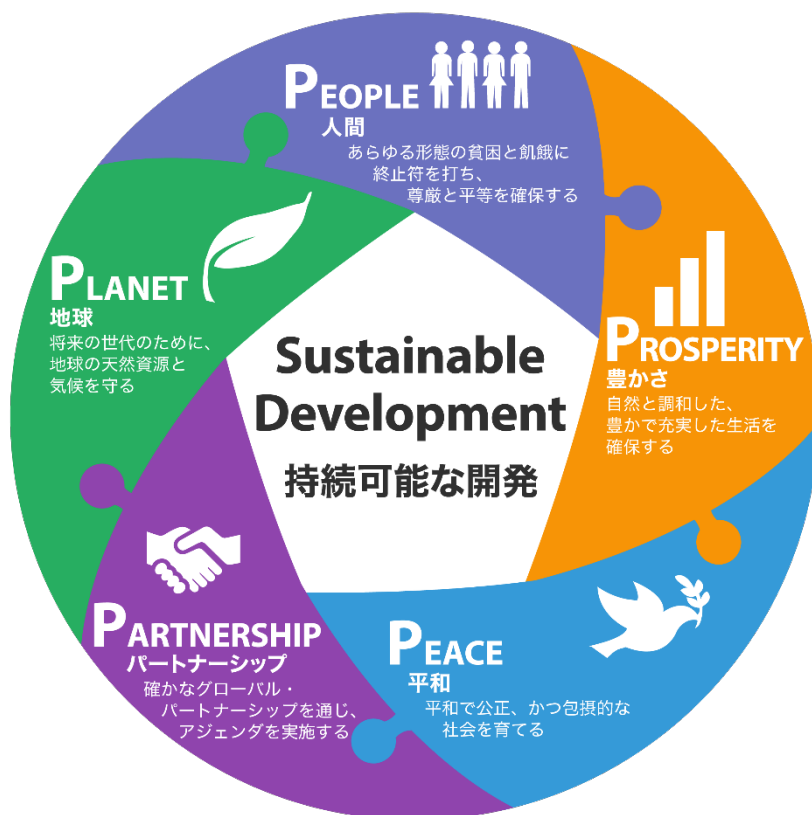 PEOPLE
人間
あらゆる形態の貧困と飢餓に
終止符を打ち、
尊厳と平等を確保する
PROSPERITY
豊かさ
自然と調和した、
豊かで充実した生活を
確保する
PEACE
平和
平和で公正、かつ包摂的な
社会を育てる
PARTNERSHIP
パートナーシップ
確かなグローバル・
パートナーシップを通じ、
アジェンダを実施する
PLANET
地球
将来の世代のために、
地球の天然資源と
気候を守る
Sustainable
Development
持続可能な開発